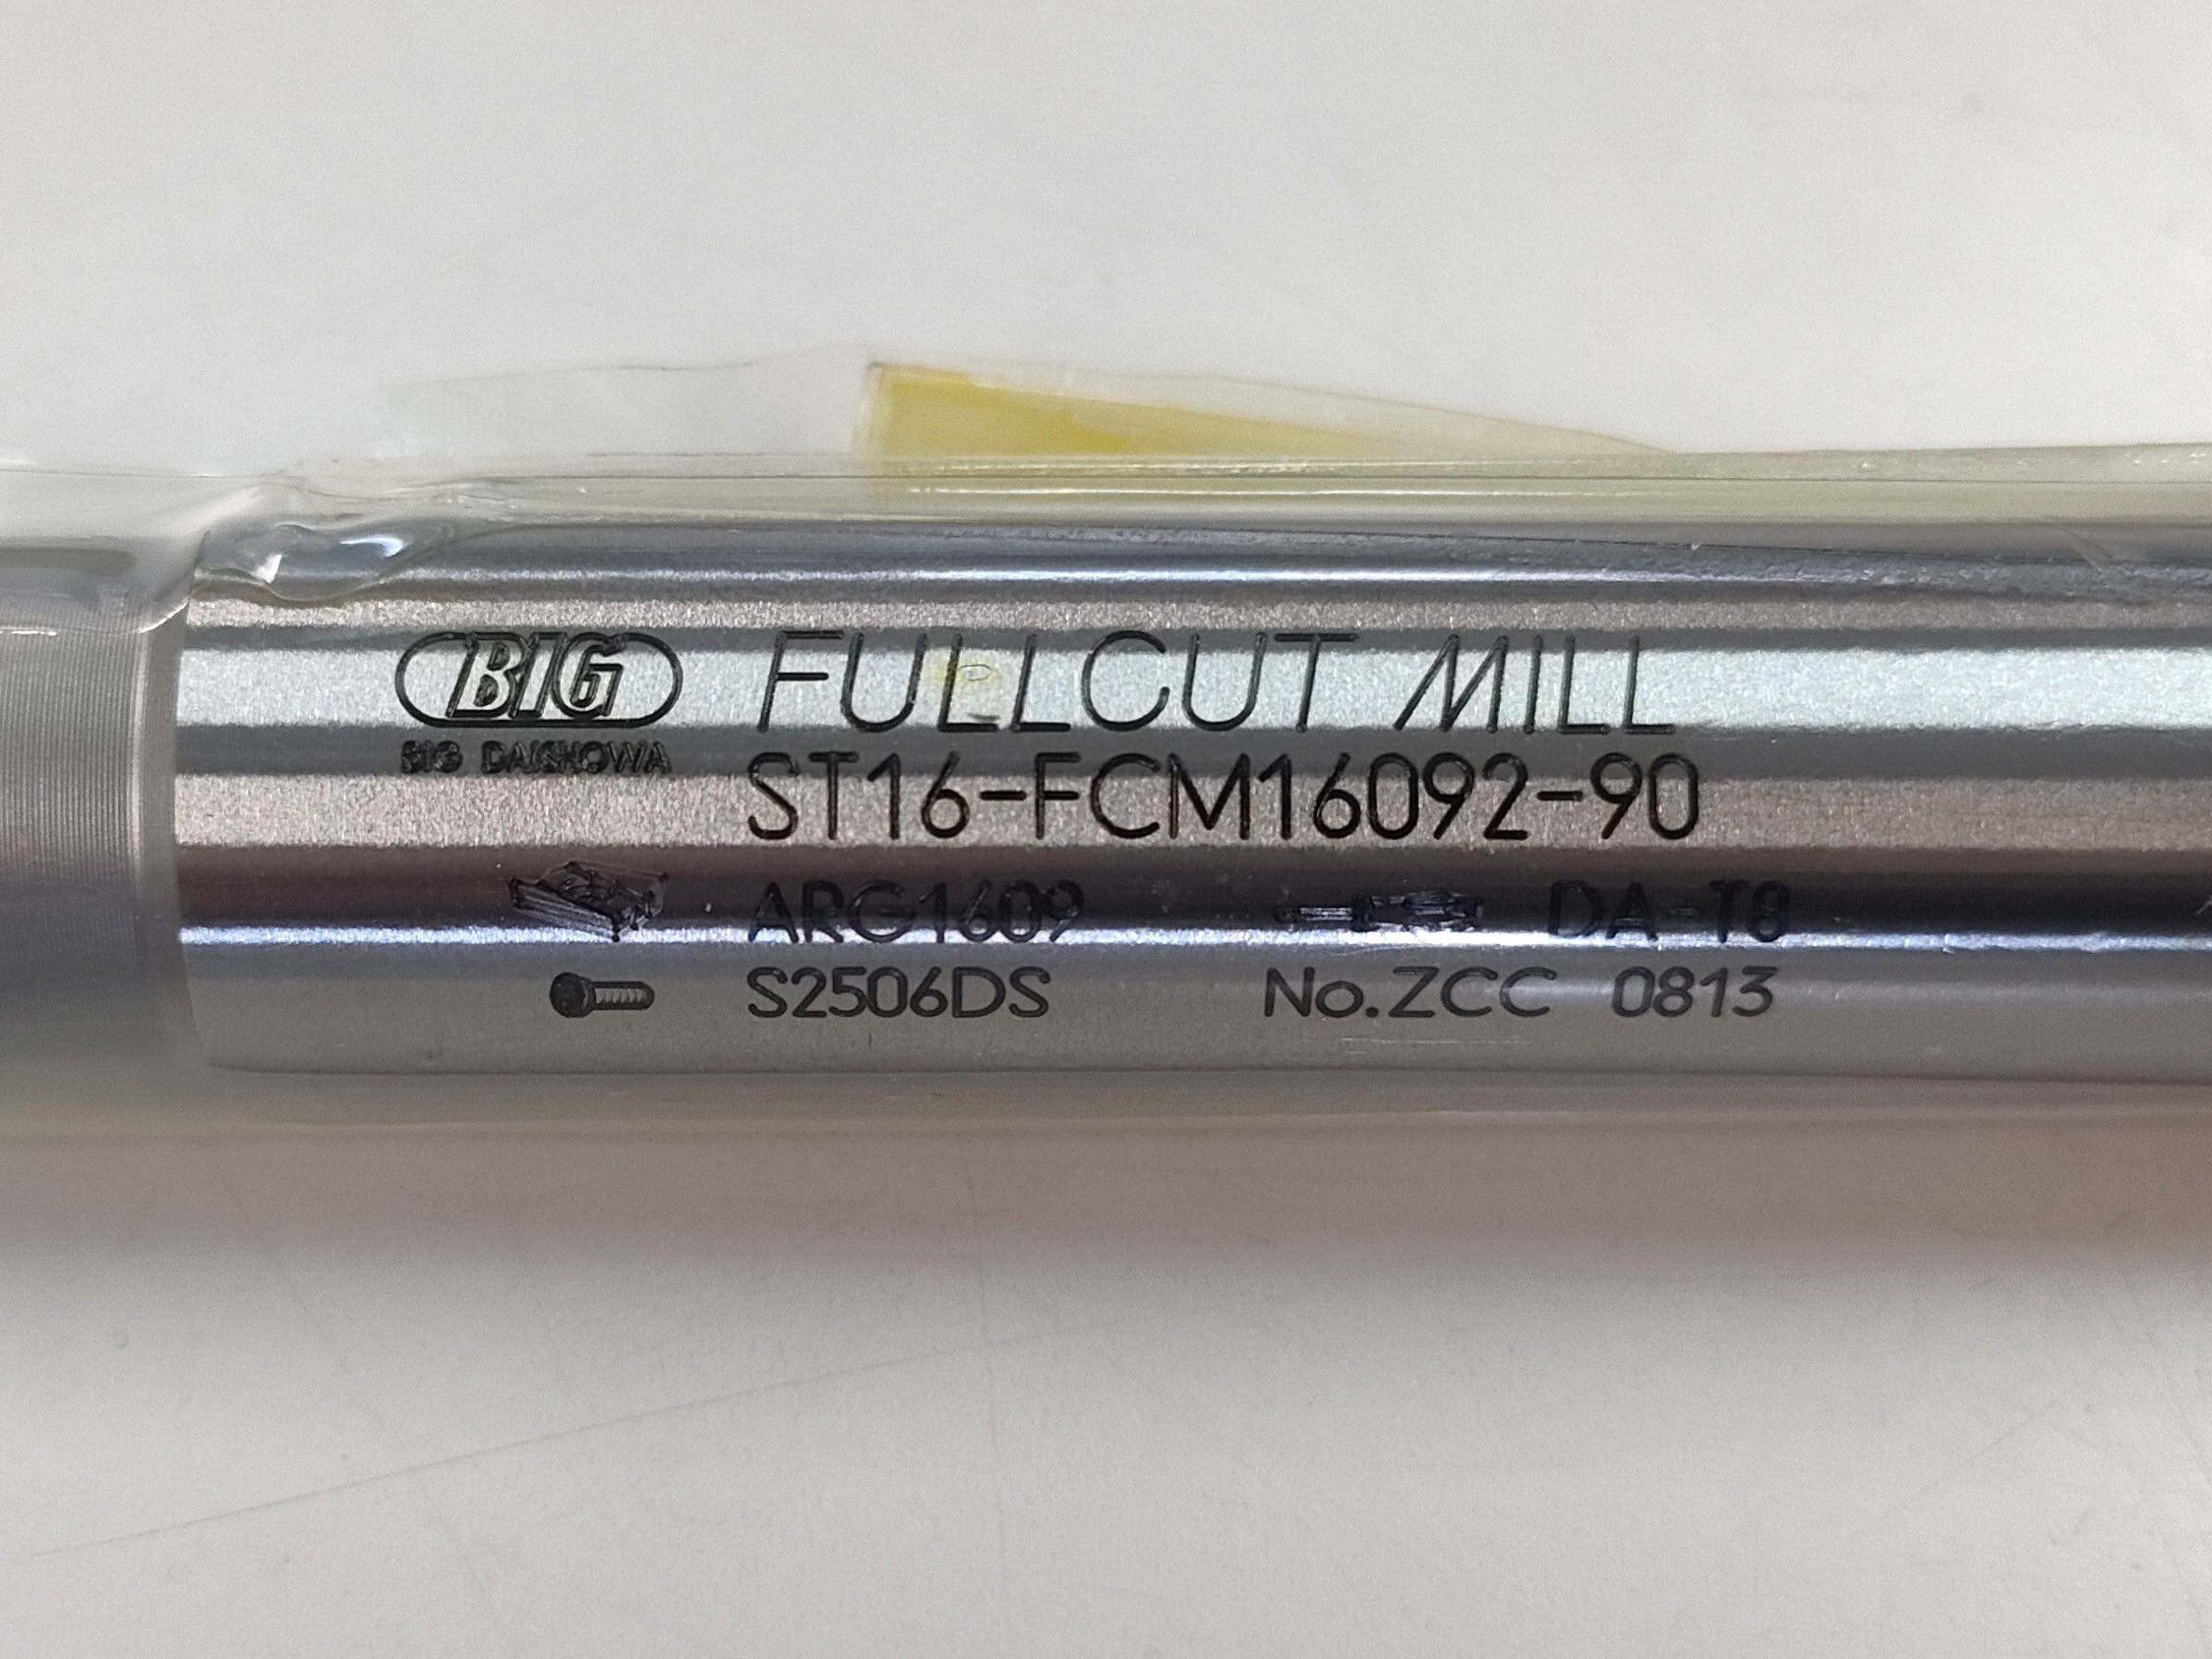 BIG FULLCUT MILL
BIG DAISHOWA
ST16-FCM16092-90
ARG1609 DA-T8
S2506DS No.ZCC 0813